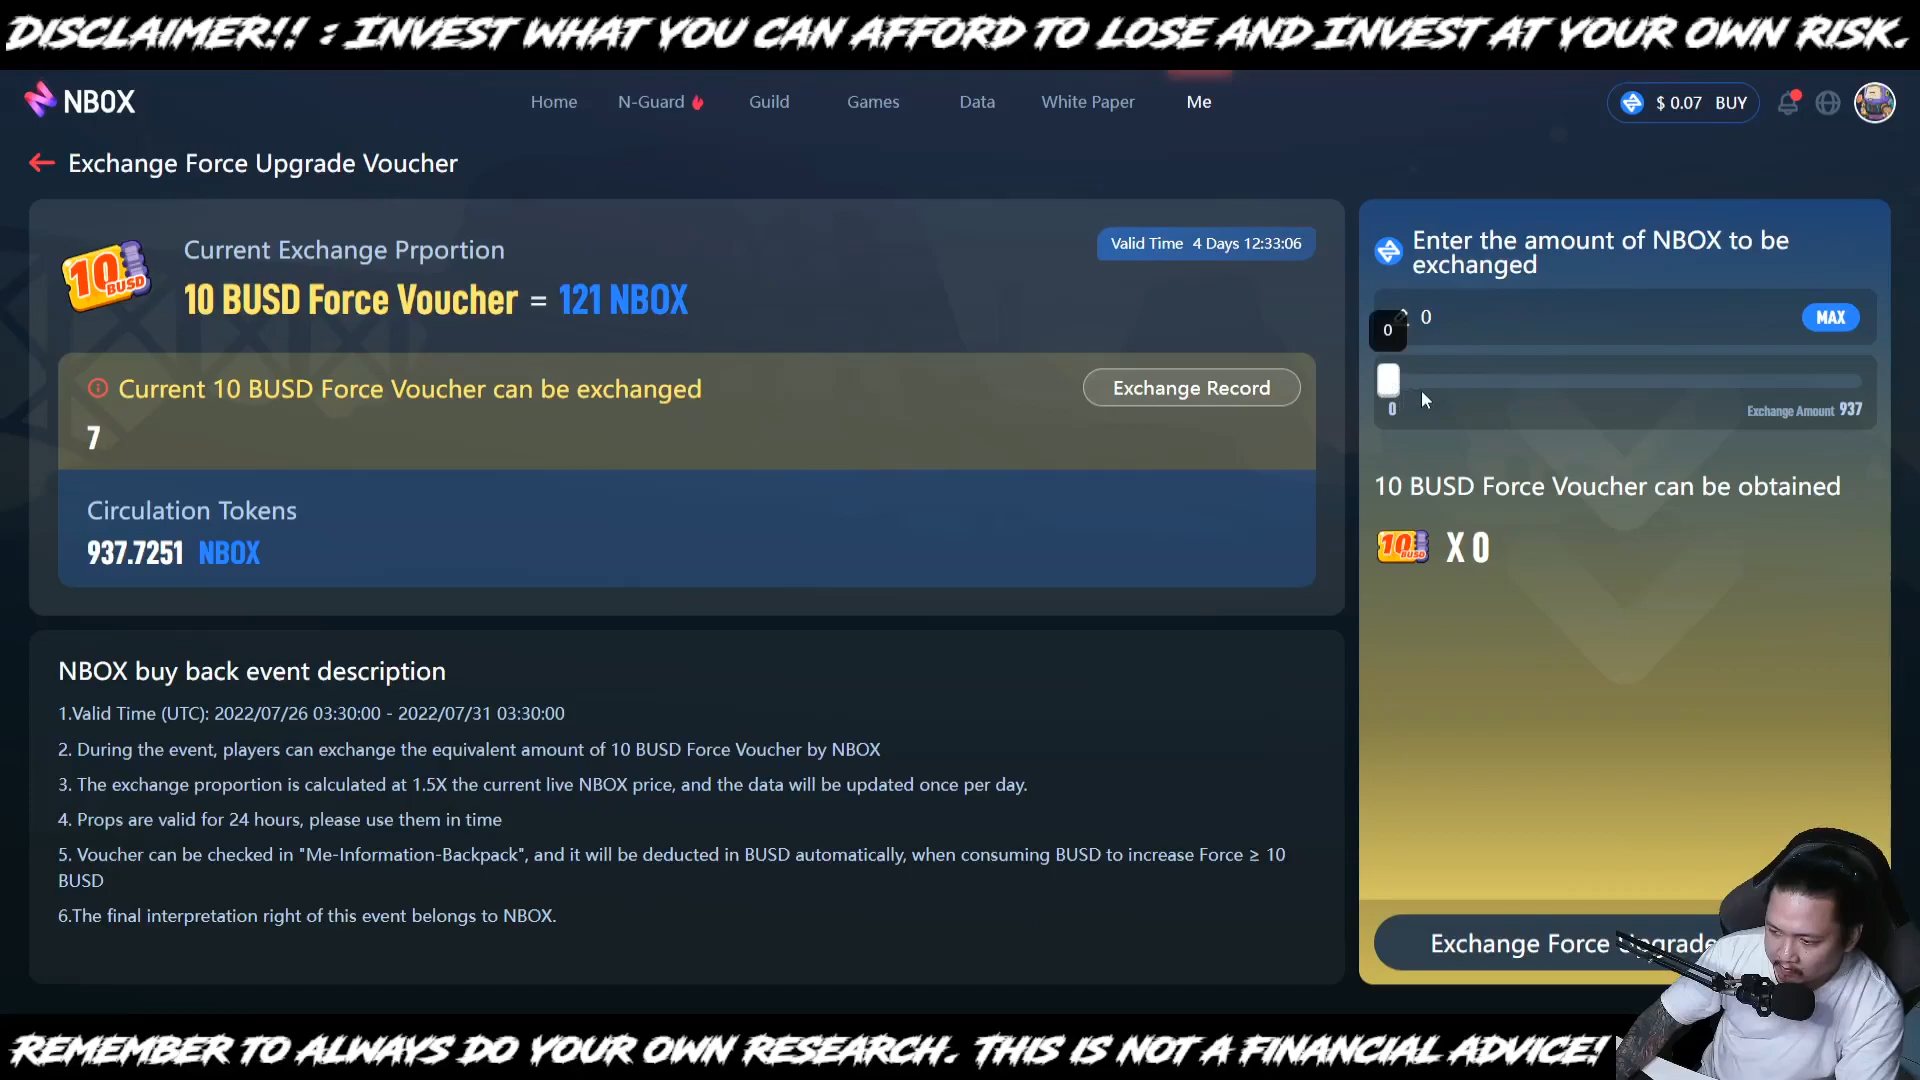 DISCLAIMER!! : INVEST WHAT YOU CAN AFFORD TO LOSE AND INVEST AT YOUR OWN RISK.
NBOX
Home
N-Guard
Guild
Games
Data
White Paper
Me
$ 0.07 BUY
Exchange Force Upgrade Voucher
Current Exchange Prportion
Valid Time 4 Days 12:33:06
10 BUSD
10 BUSD Force Voucher = 121 NBOX
Current 10 BUSD Force Voucher can be exchanged
Exchange Record
7
Circulation Tokens
937.7251 NBOX
NBOX buy back event description
1.Valid Time (UTC): 2022/07/26 03:30:00 - 2022/07/31 03:30:00
2. During the event, players can exchange the equivalent amount of 10 BUSD Force Voucher by NBOX
3. The exchange proportion is calculated at 1.5X the current live NBOX price, and the data will be updated once per day.
4. Props are valid for 24 hours, please use them in time
5. Voucher can be checked in "Me-Information-Backpack", and it will be deducted in BUSD automatically, when consuming BUSD to increase Force ≥ 10
BUSD
6.The final interpretation right of this event belongs to NBOX.
Enter the amount of NBOX to be
exchanged
0
0
MAX
0
Exchange Amount 937
10 BUSD Force Voucher can be obtained
10 BUSD
X 0
Exchange Force Upgrade
REMEMBER TO ALWAYS DO YOUR OWN RESEARCH. THIS IS NOT A FINANCIAL ADVICE!